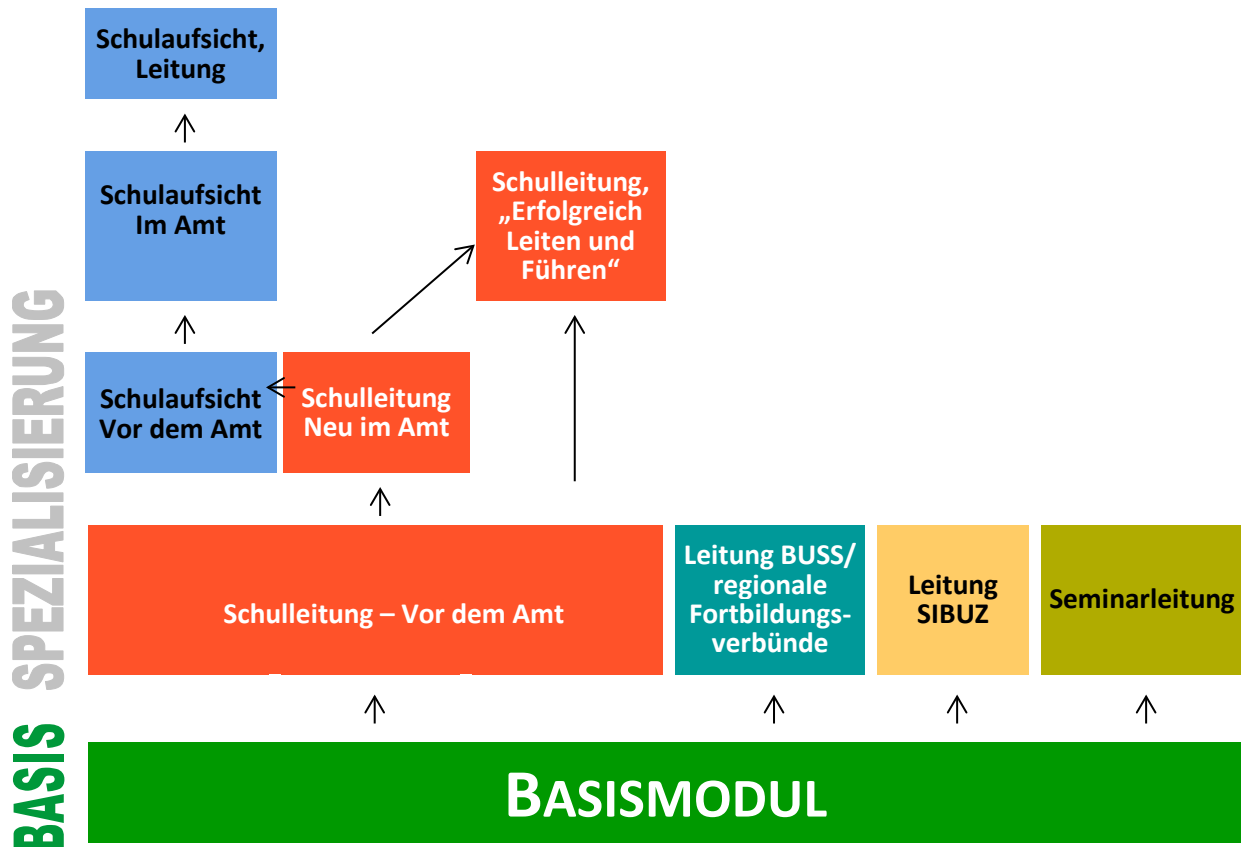 Schulaufsicht,
Leitung
Schulaufsicht
Im Amt
Schulleitung,
„Erfolgreich
Leiten und
Führen“
Schulaufsicht
Vor dem Amt
Schulleitung
Neu im Amt
SPEZIALISIERUNG
Schulleitung – Vor dem Amt
Leitung BUSS/
regionale
Fortbildungs-
verbünde
Leitung
SIBUZ
Seminarleitung
BASIS
BASISMODUL